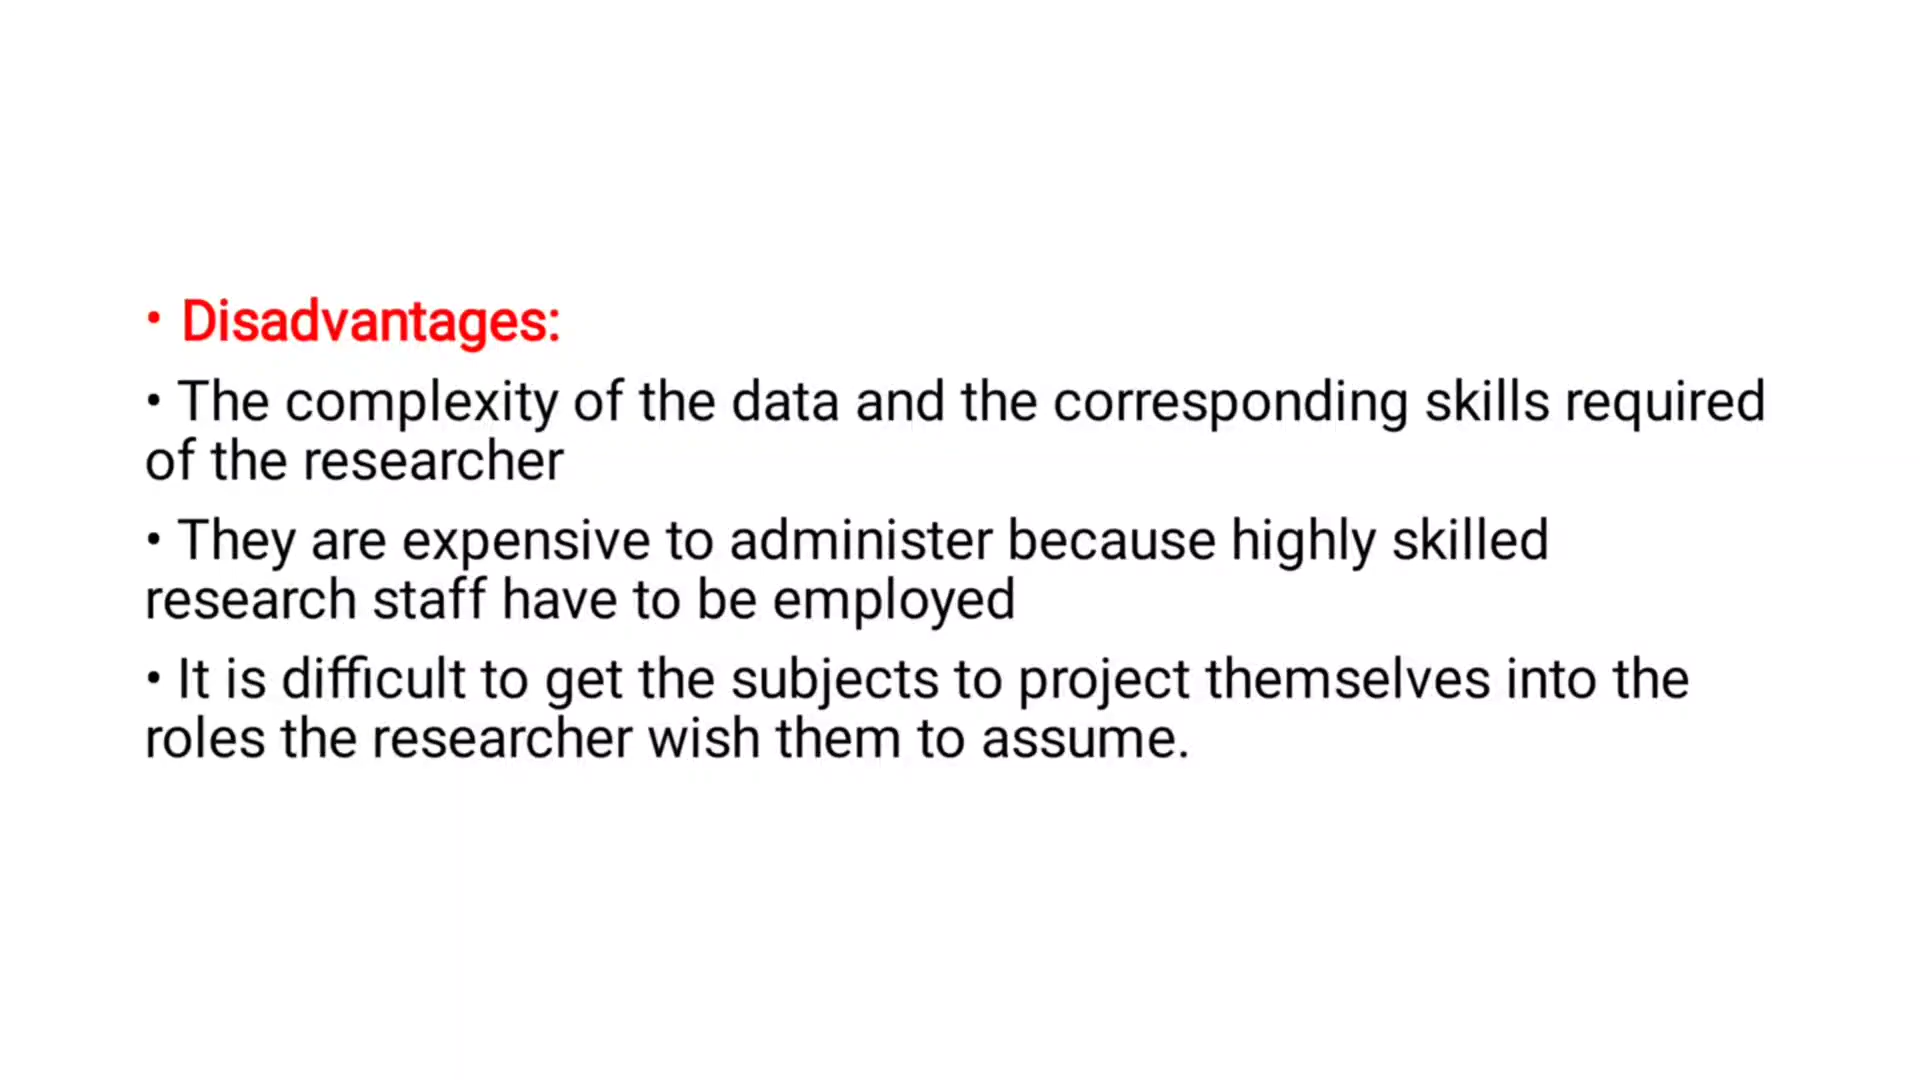 • Disadvantages:
• The complexity of the data and the corresponding skills required
of the researcher
• They are expensive to administer because highly skilled
research staff have to be employed
• It is difficult to get the subjects to project themselves into the
roles the researcher wish them to assume.